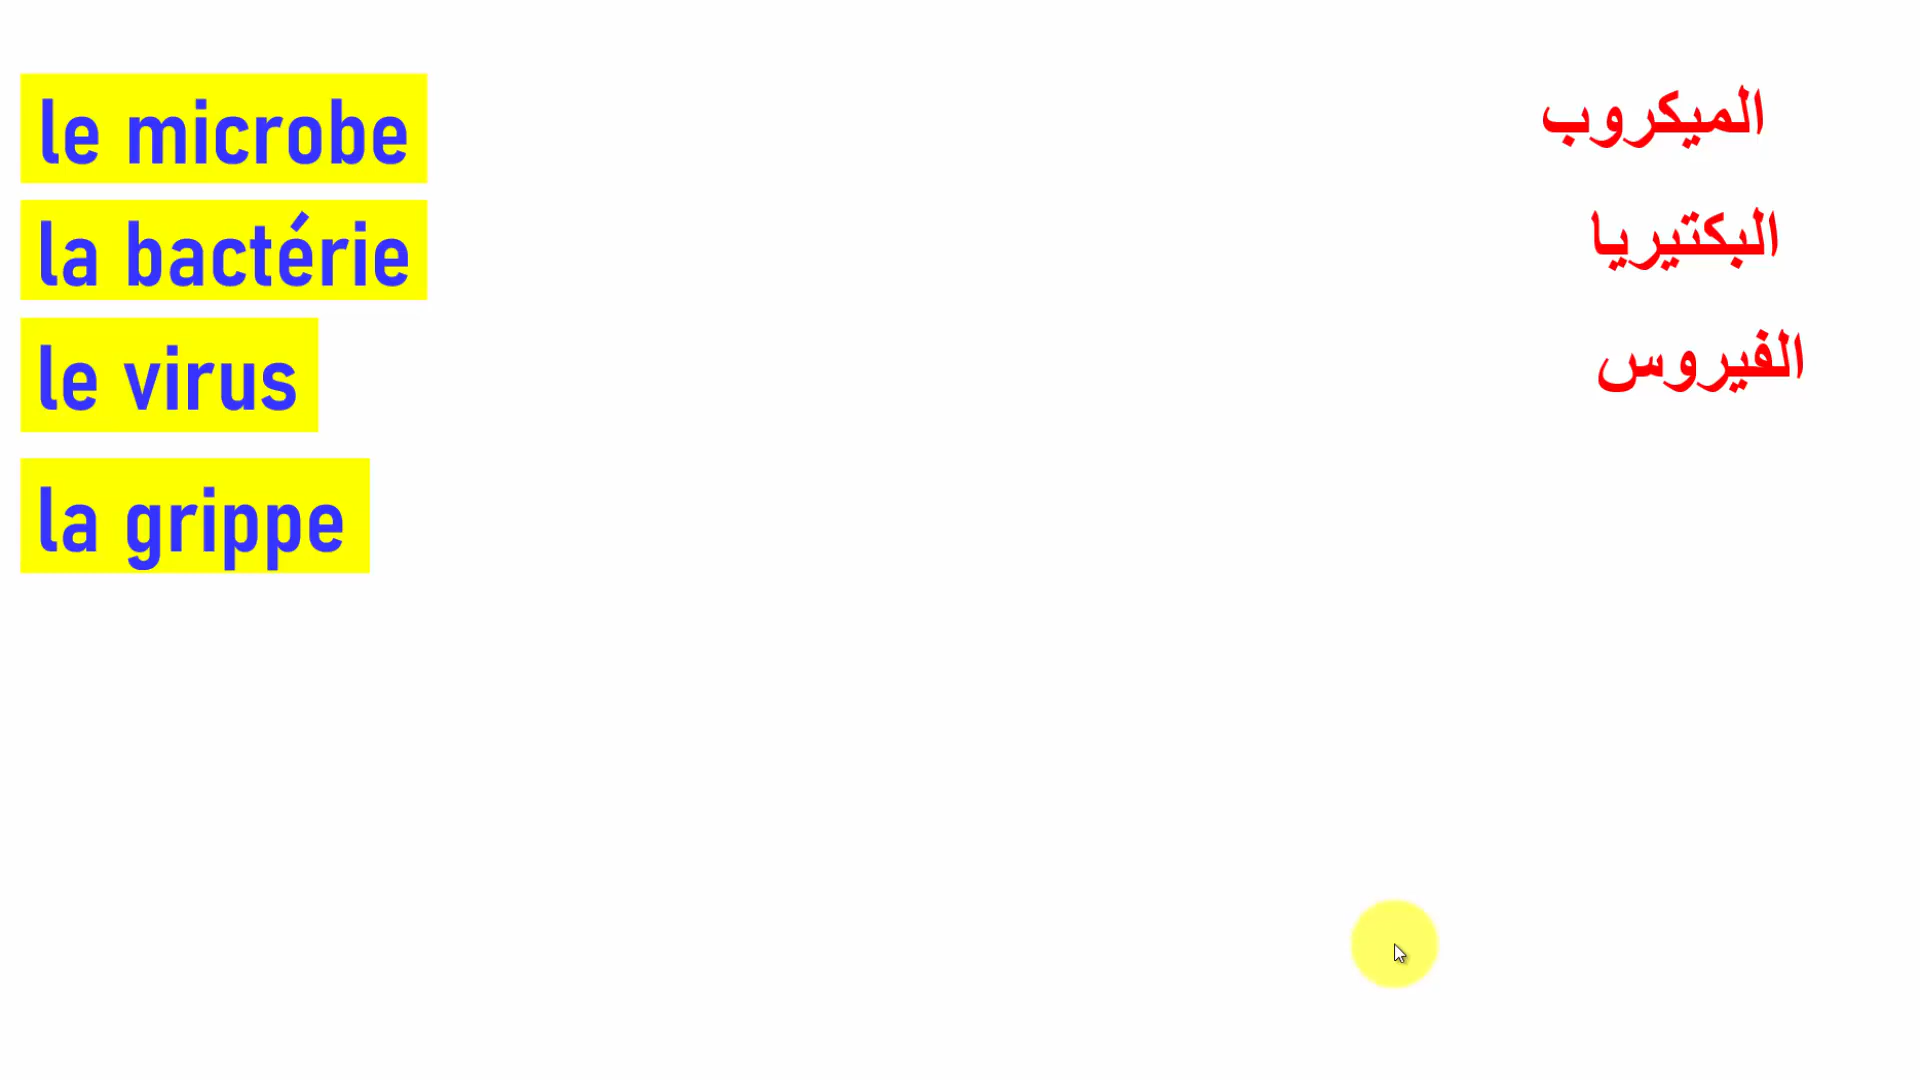 le microbe
الميكروب
la bactérie
البكتيريا
le virus
الفيروس
la grippe